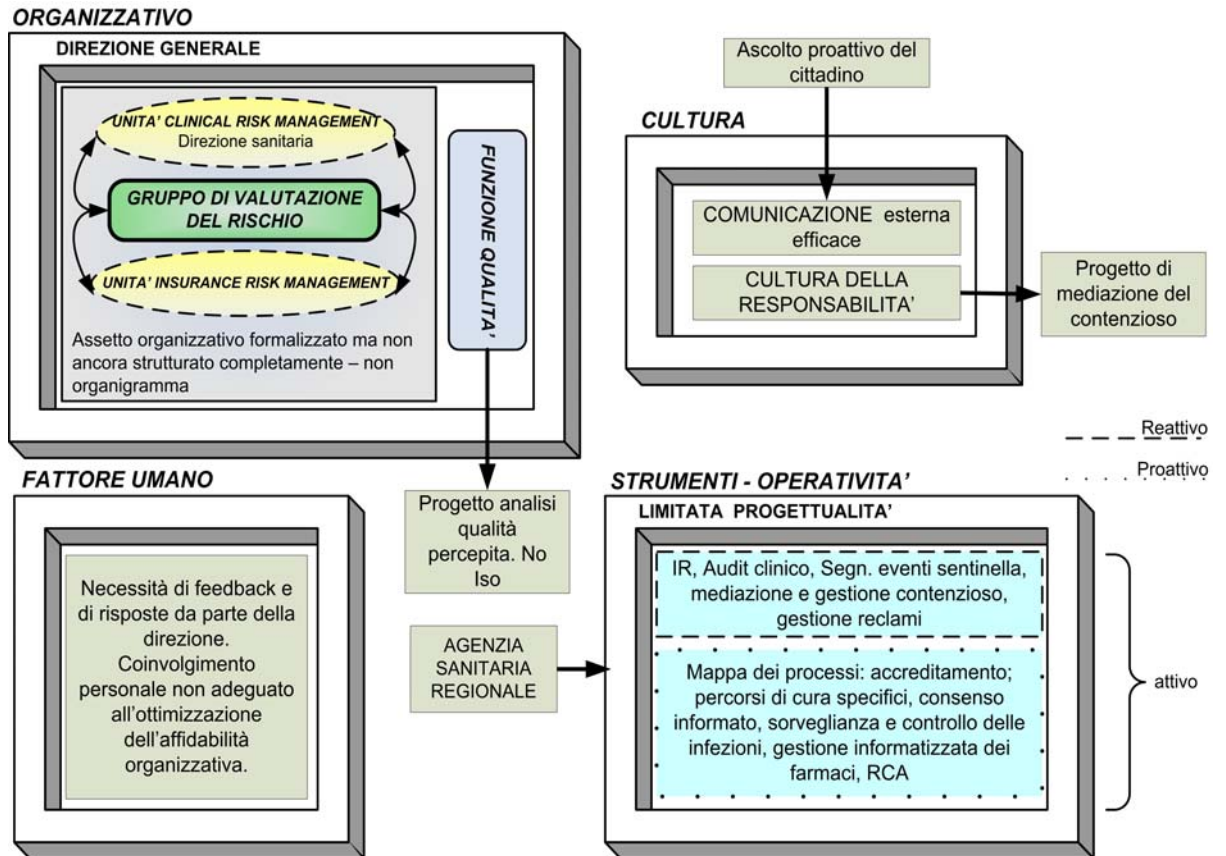 ORGANIZZATIVO
DIREZIONE GENERALE
UNITA' CLINICAL RISK MANAGEMENT
Direzione sanitaria
GRUPPO DI VALUTAZIONE
DEL RISCHIO
UNITA' INSURANCE RISK MANAGEMENT
Assetto organizzativo formalizzato ma non
ancora strutturato completamente – non
organigramma
FUNZIONE QUALITA'
Ascolto proattivo del
cittadino
CULTURA
COMUNICAZIONE esterna
efficace
CULTURA DELLA
RESPONSABILITA'
Progetto di
mediazione del
contenzioso
Reattivo
Proattivo
FATTORE UMANO
Necessità di feedback e
di risposte da parte della
direzione.
Coinvolgimento
personale non adeguato
all'ottimizzazione
dell'affidabilità
organizzativa.
Progetto analisi
qualità
percepita. No
Iso
AGENZIA
SANITARIA
REGIONALE
STRUMENTI - OPERATIVITA'
LIMITATA PROGETTUALITA'
IR, Audit clinico, Segn. eventi sentinella,
mediazione e gestione contenzioso,
gestione reclami
Mappa dei processi: accreditamento;
percorsi di cura specifici, consenso
informato, sorveglianza e controllo delle
infezioni, gestione informatizzata dei
farmaci, RCA
attivo